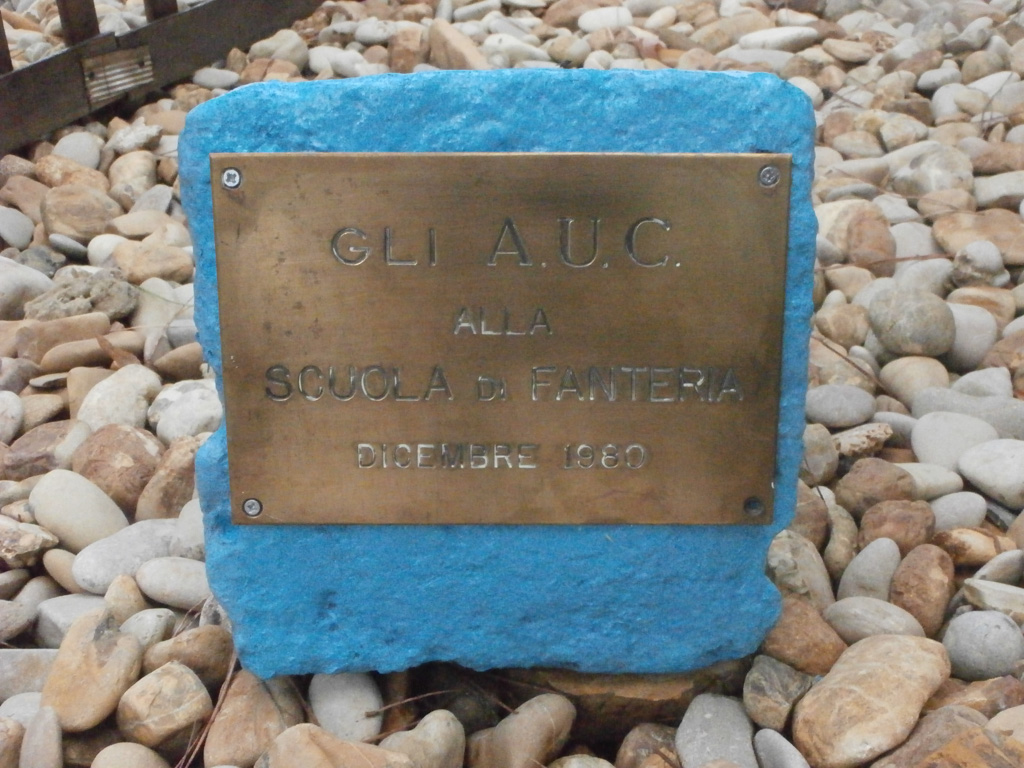 GLI A.U.C.
ALLA
SCUOLA DI FANTERIA
DICEMBRE 1980